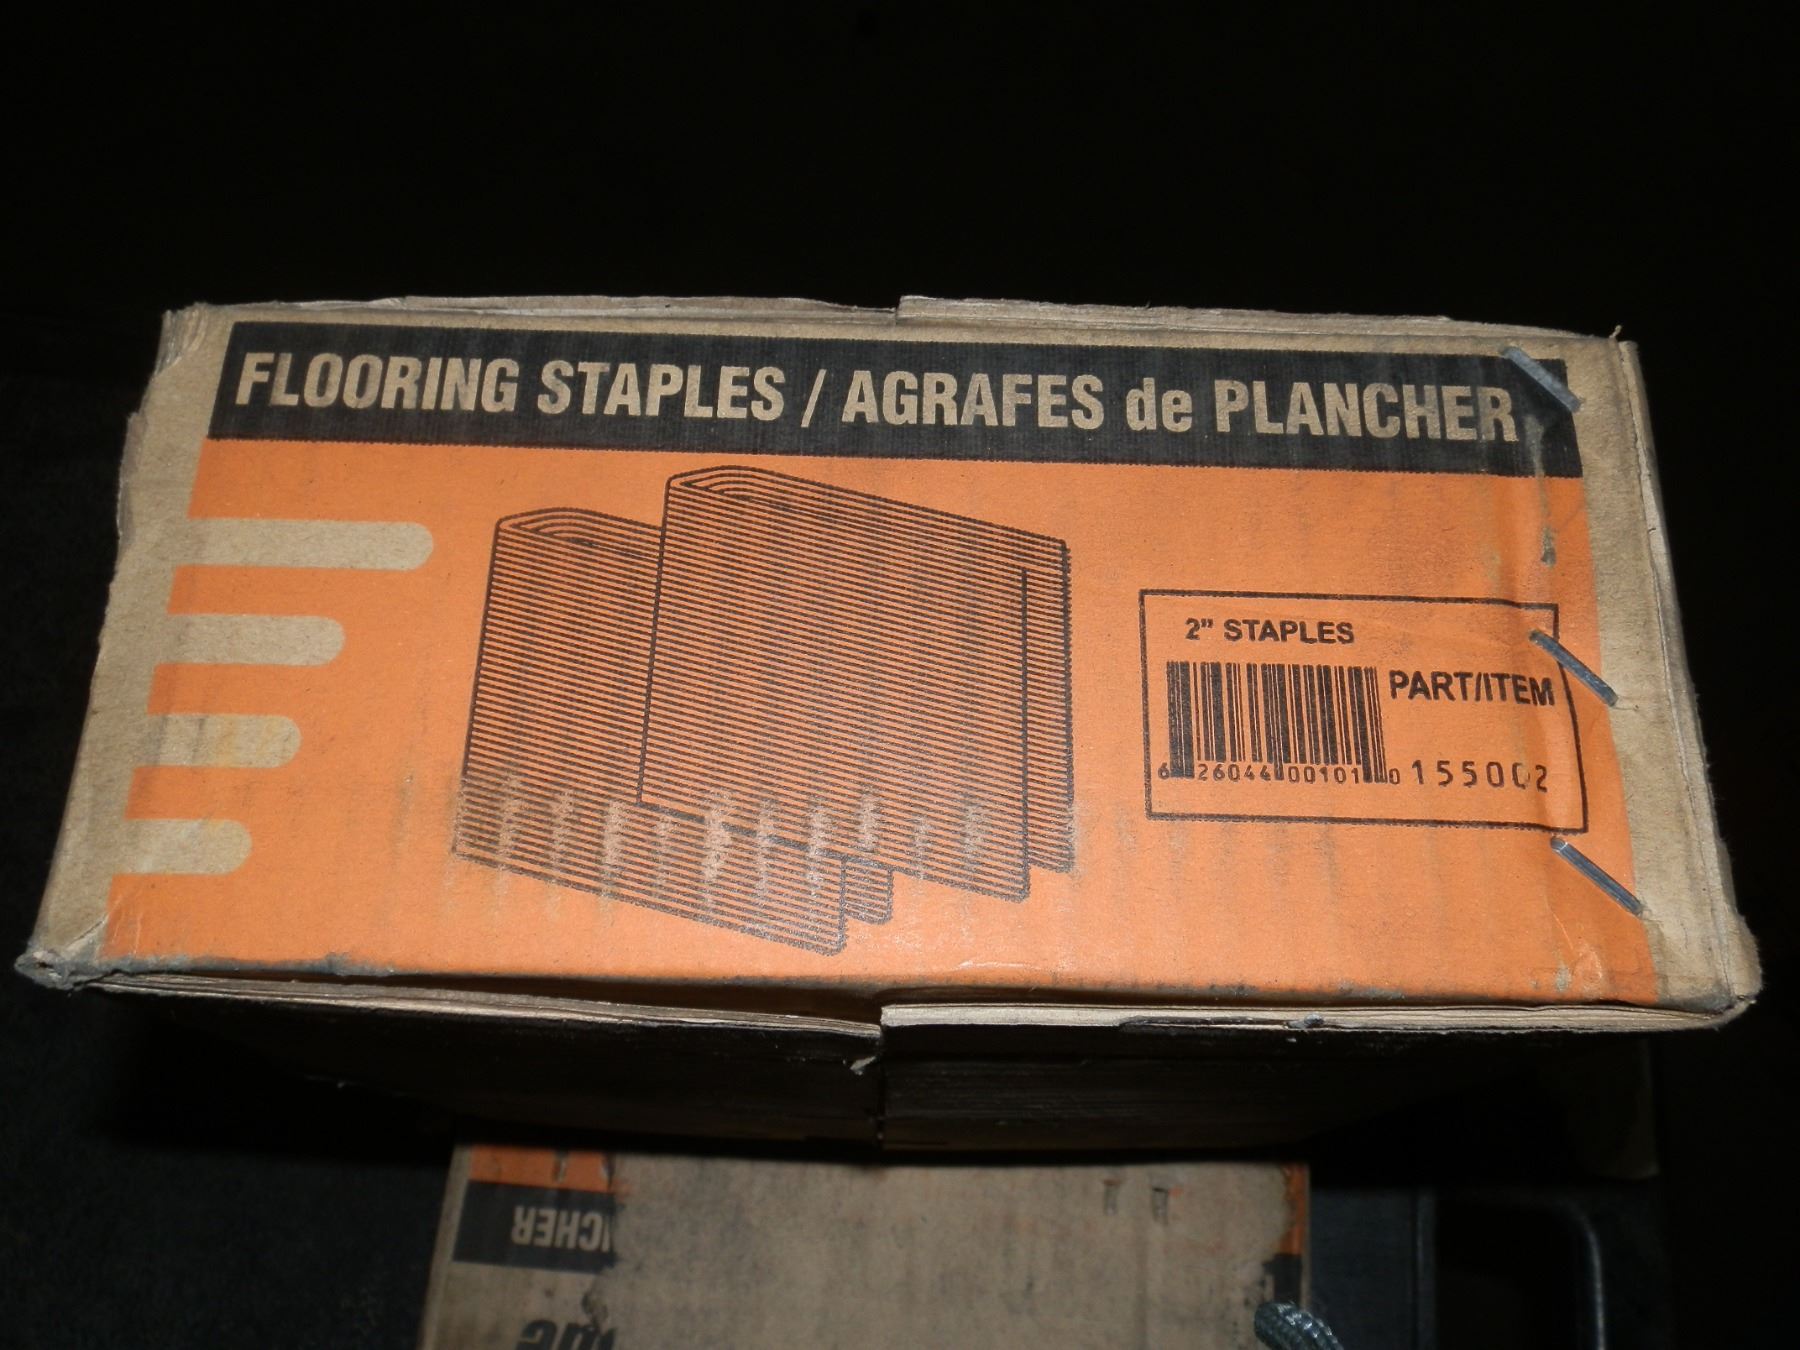 FLOORING STAPLES / AGRAFES de PLANCHER
2" STAPLES
PART/ITEM
6 26044 00101 0
155002